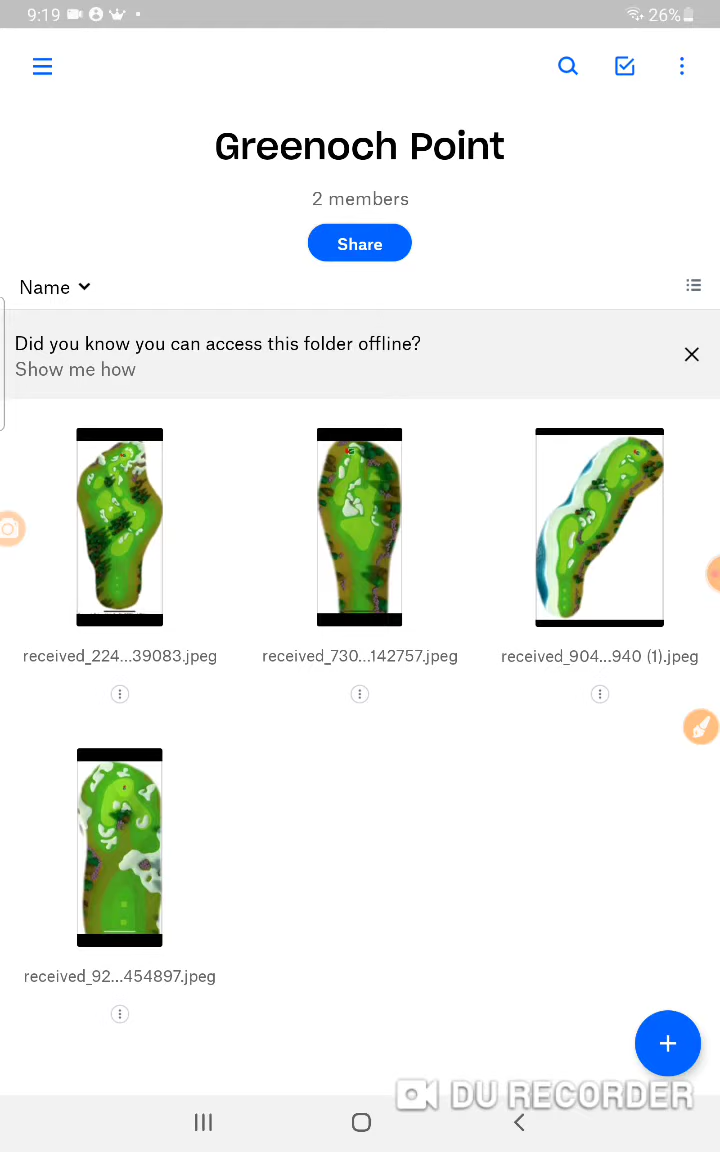 9:19
26%
Greenoch Point
2 members
Share
Name
Did you know you can access this folder offline?
Show me how
received_224...39083.jpeg
received_730...142757.jpeg
received_904...940 (1).jpeg
received_92...454897.jpeg
DU RECORDER